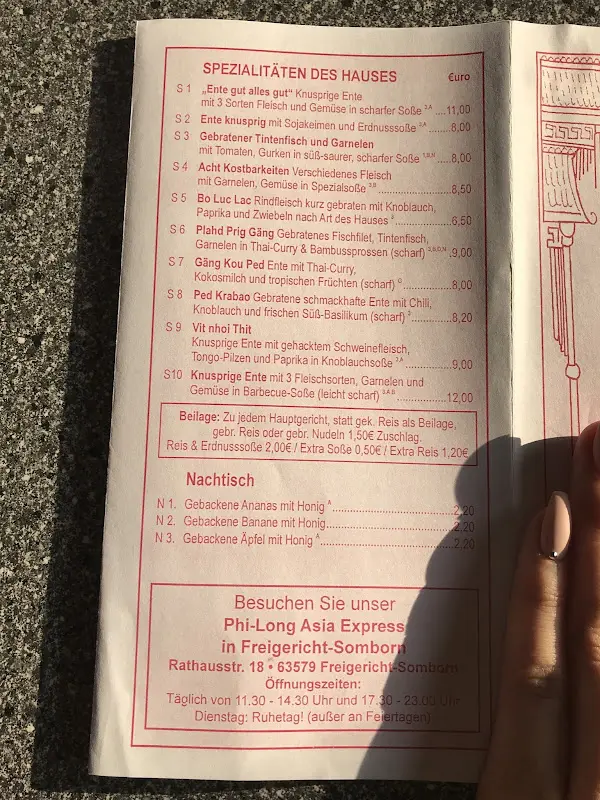 SPEZIALITÄTEN DES HAUSES €uro
S 1 „Ente gut alles gut“ Knusprige Ente
mit 3 Sorten Fleisch und Gemüse in scharfer Soße 3,A ....11,00
S 2 Ente knusprig mit Sojakeimen und Erdnusssoße 3,A ........8,00
S 3 Gebratener Tintenfisch und Garnelen
mit Tomaten, Gurken in süß-saurer, scharfer Soße 1,B,N ....8,00
S 4 Acht Kostbarkeiten Verschiedenes Fleisch
mit Garnelen, Gemüse in Spezialsoße 3,B ........................8,50
S 5 Bo Luc Lac Rindfleisch kurz gebraten mit Knoblauch,
Paprika und Zwiebeln nach Art des Hauses ..................6,50
S 6 Plahd Prig Gäng Gebratenes Fischfilet, Tintenfisch,
Garnelen in Thai-Curry & Bambussprossen (scharf) .9,00
S 7 Gäng Kou Ped Ente mit Thai-Curry,
Kokosmilch und tropischen Früchten (scharf) ...............8,00
S 8 Ped Krabao Gebratene schmackhafte Ente mit Chili,
Knoblauch und frischen Süß-Basilikum (scharf) ............8,20
S 9 Vit nhoi Thit
Knusprige Ente mit gehacktem Schweinefleisch,
Tongo-Pilzen und Paprika in Knoblauchsoße 3,A ..............9,00
S10 Knusprige Ente mit 3 Fleischsorten, Garnelen und
Gemüse in Barbecue-Soße (leicht scharf) 3,A,B ................12,00
Beilage: Zu jedem Hauptgericht, statt gek. Reis als Beilage,
gebr. Reis oder gebr. Nudeln 1,50€ Zuschlag.
Reis & Erdnusssoße 2,00€ / Extra Soße 0,50€ / Extra Reis 1,20€
Nachtisch
N 1. Gebackene Ananas mit Honig A ..............................2,20
N 2. Gebackene Banane mit Honig................................2,20
N 3. Gebackene Äpfel mit Honig A .................................2,20
Besuchen Sie unser
Phi-Long Asia Express
in Freigericht-Somborn
Rathausstr. 18 • 63579 Freigericht-Somborn
Öffnungszeiten:
Täglich von 11.30 - 14.30 Uhr und 17.30 - 23.00 Uhr
Dienstag: Ruhetag! (außer an Feiertagen)